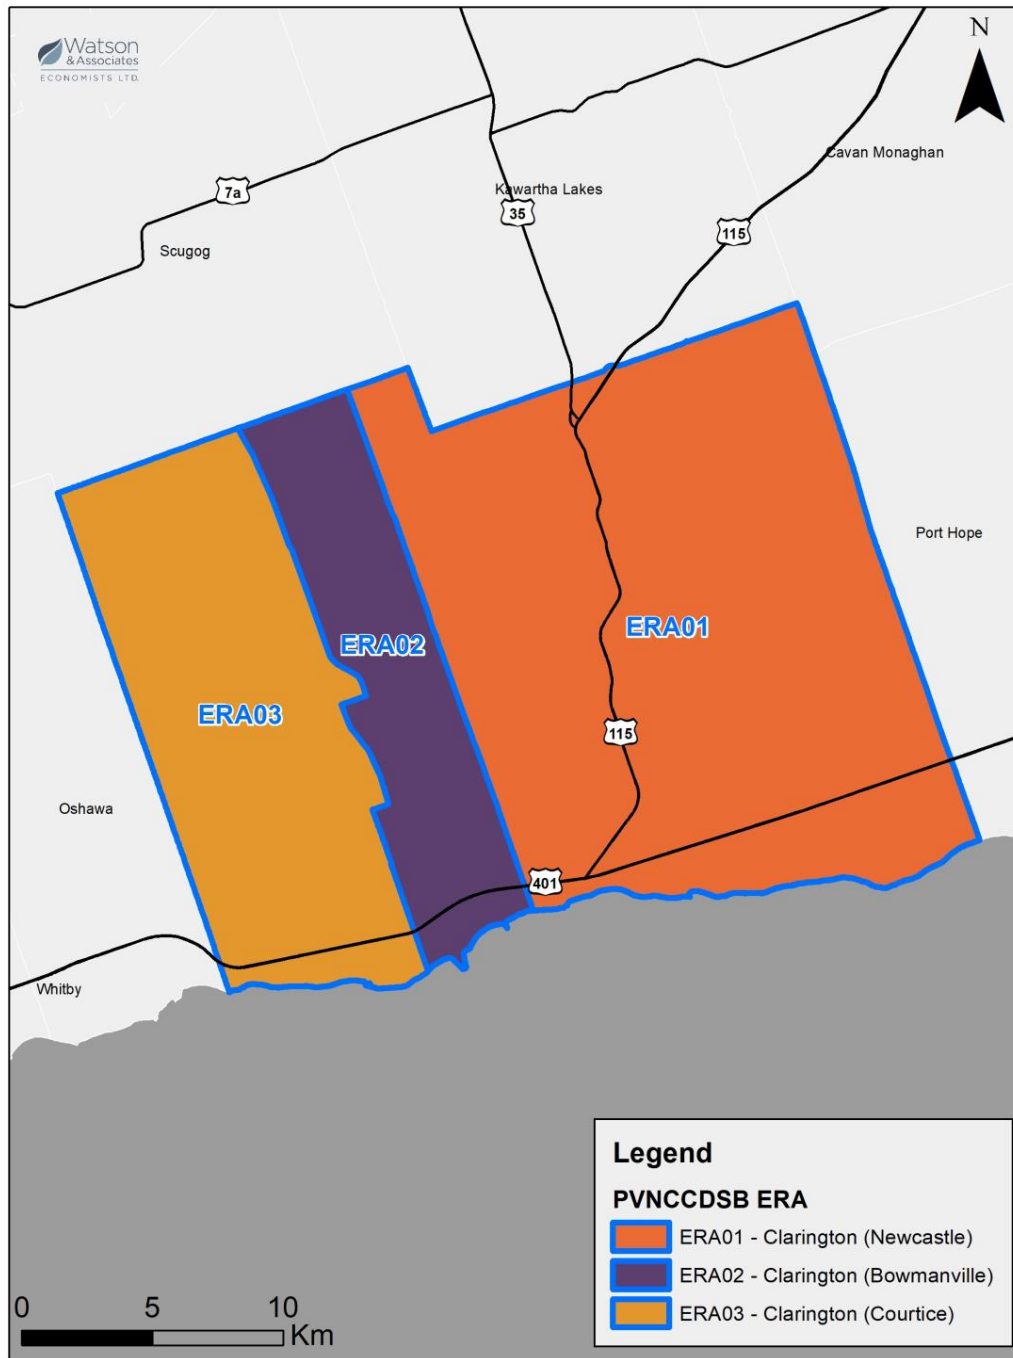 Watson
& Associates
ECONOMISTS LTD.
N
Cavan Monaghan
7a
Kawartha Lakes
35
115
Scugog
Port Hope
ERA01
ERA02
ERA03
115
Oshawa
401
Whitby
Legend
PVNCCDSB ERA
ERA01 - Clarington (Newcastle)
ERA02 - Clarington (Bowmanville)
ERA03 - Clarington (Courtice)
0 5 10
Km